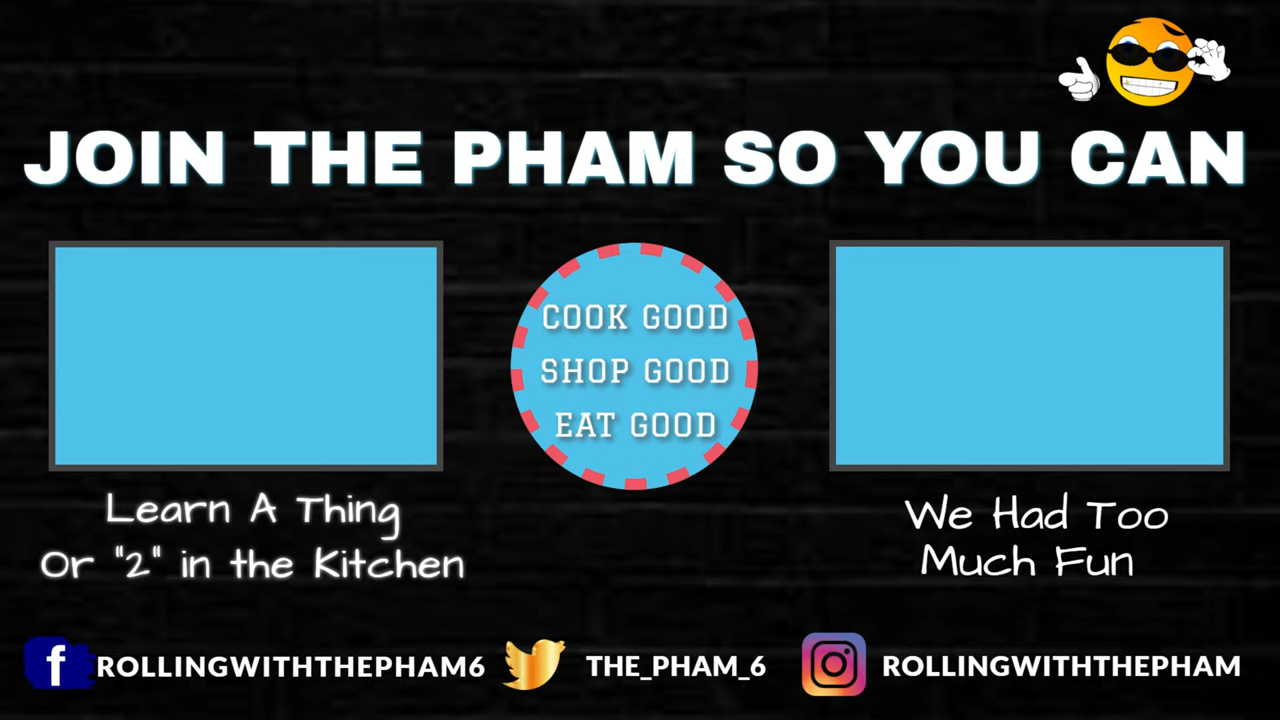 JOIN THE PHAM SO YOU CAN
COOK GOOD
SHOP GOOD
EAT GOOD
Learn A Thing
Or "2" in the Kitchen
We Had Too
Much Fun
f ROLLINGWITHTHEPHAM6
THE_PHAM_6
ROLLINGWITHTHEPHAM